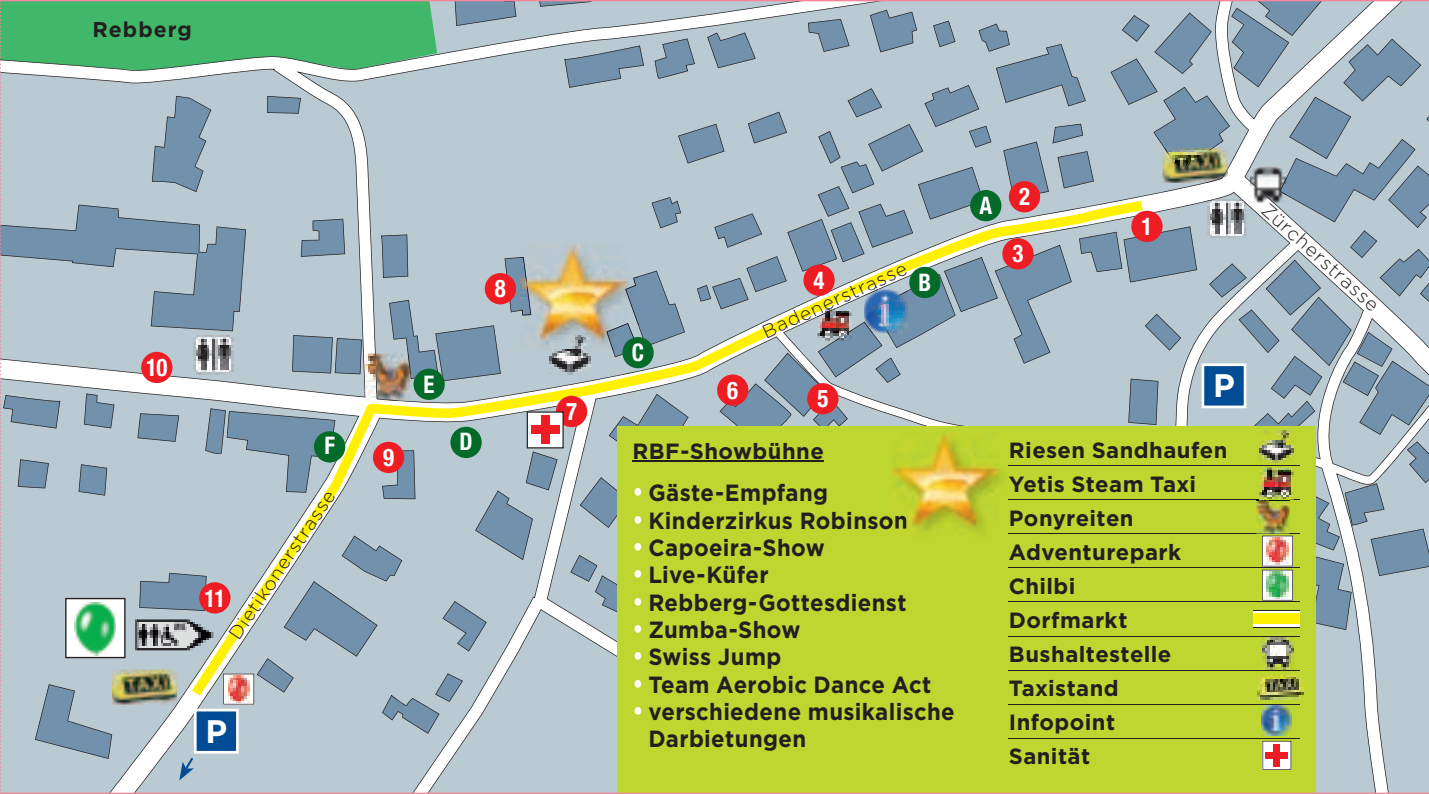 Rebberg
TAXI
A
2
1
3
Zürcherstrasse
8
4
B
Badenerstrasse
i
C
10
E
6
5
P
7
F
D
9
Dietikonerstrasse
11
TAXI
P
RBF-Showbühne
• Gäste-Empfang
• Kinderzirkus Robinson
• Capoeira-Show
• Live-Küfer
• Rebberg-Gottesdienst
• Zumba-Show
• Swiss Jump
• Team Aerobic Dance Act
• verschiedene musikalische
Darbietungen
Riesen Sandhaufen
Yetis Steam Taxi
Ponyreiten
Adventurepark
Chilbi
Dorfmarkt
Bushaltestelle
Taxistand
TAXI
Infopoint
i
Sanität